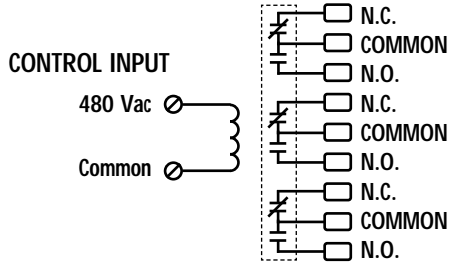 CONTROL INPUT
480 Vac
Common
N.C.
COMMON
N.O.
N.C.
COMMON
N.O.
N.C.
COMMON
N.O.